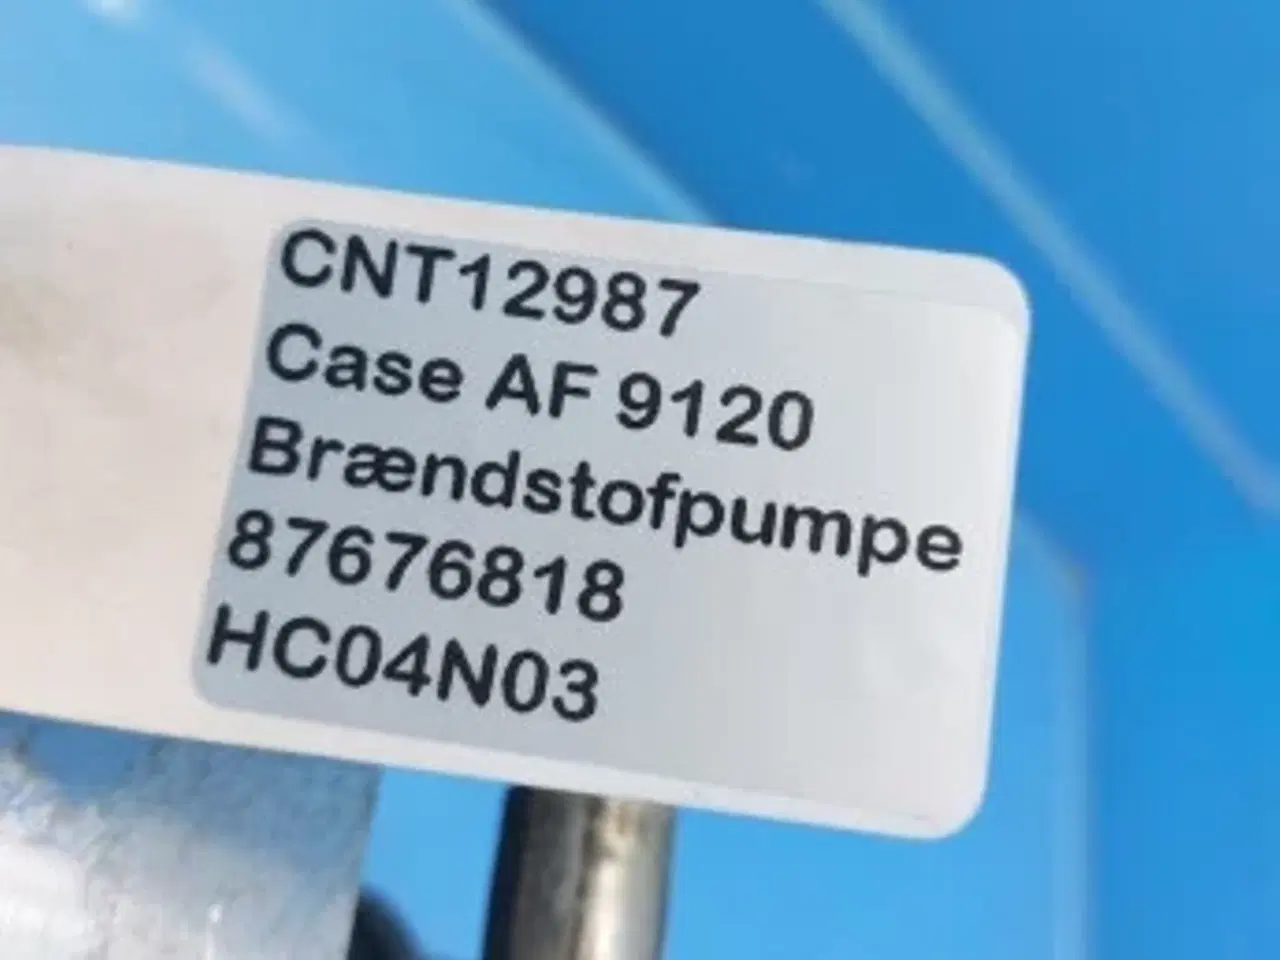 CNT12987
Case AF 9120
Brændstofpumpe
87676818
HC04N03